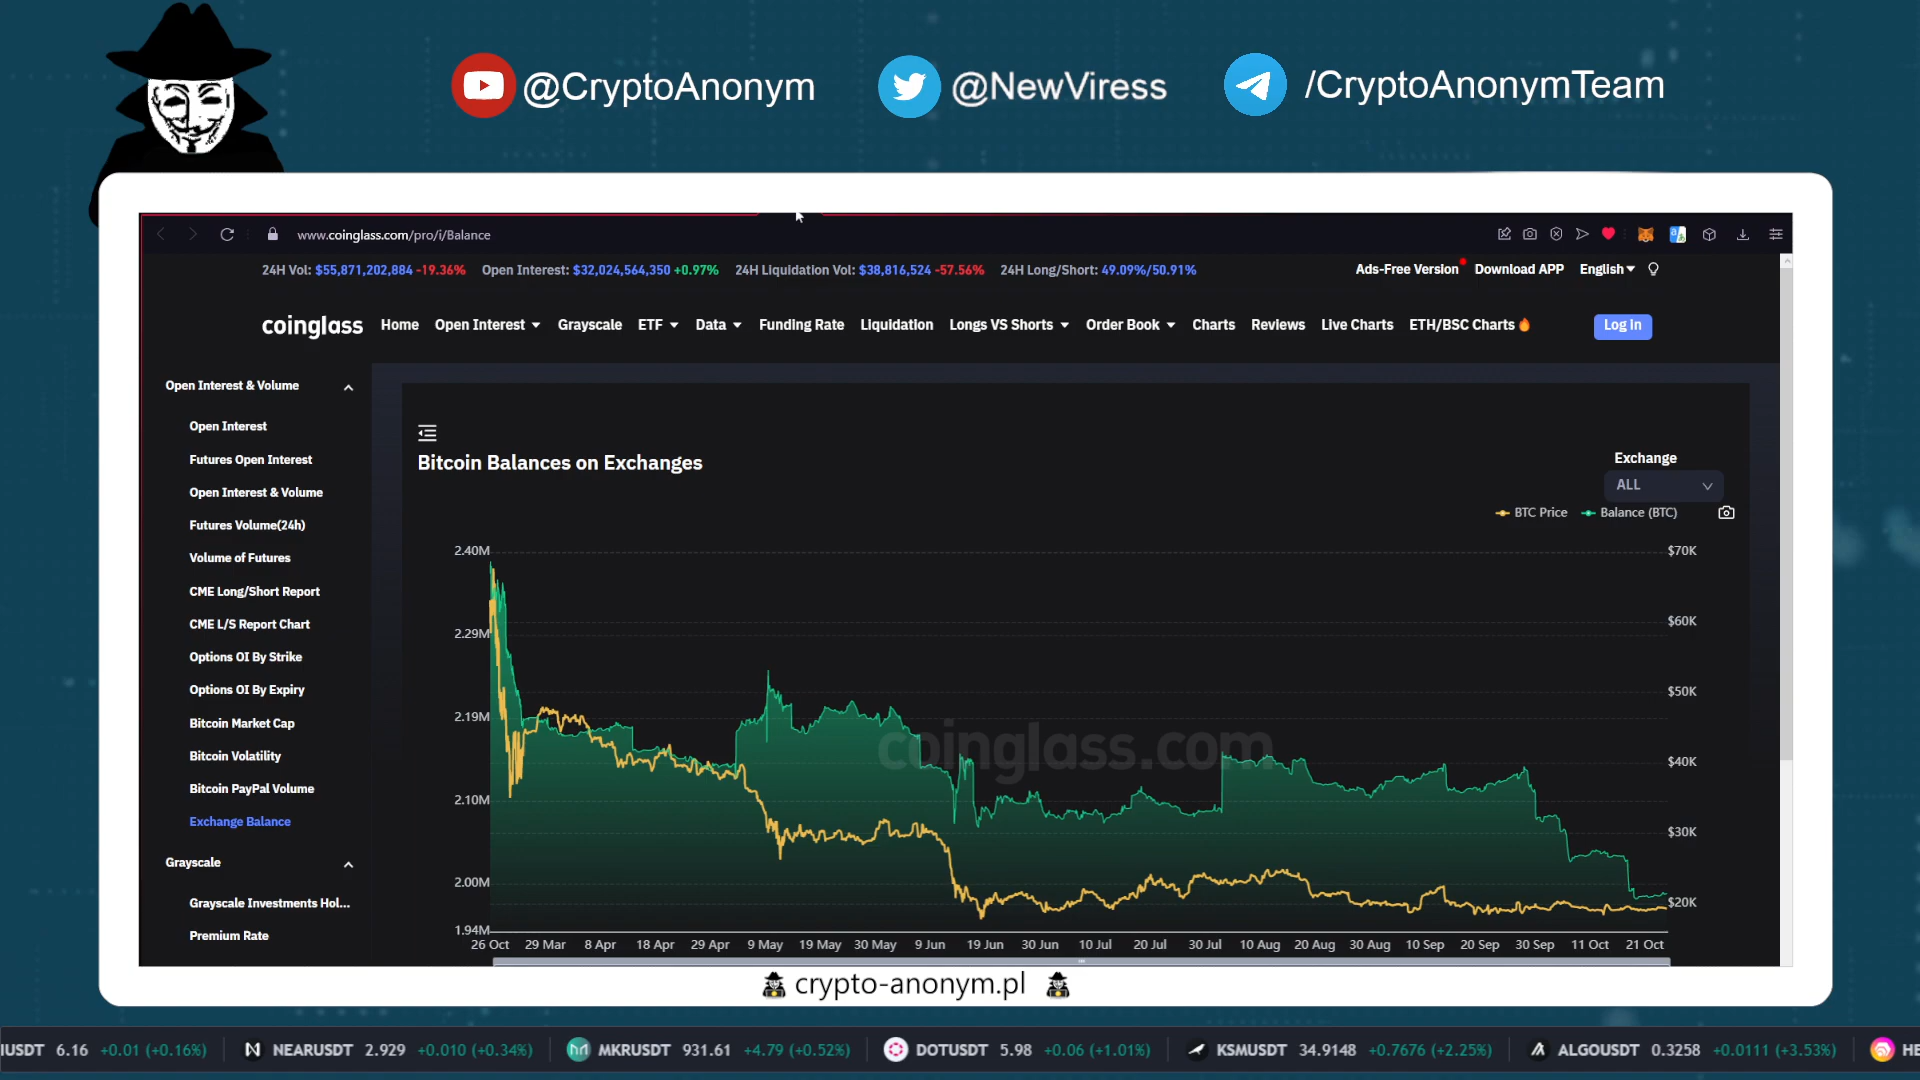 @CryptoAnonym @NewViress /CryptoAnonymTeam
www.coinglass.com/pro/i/Balance
24H Vol: $55,871,202,884 -19.36% Open Interest: $32,024,564,350 +0.97% 24H Liquidation Vol: $38,816,524 -57.56% 24H Long/Short: 49.09%/50.91% Ads-Free Version Download APP English
coinglass Home Open Interest Grayscale ETF Data Funding Rate Liquidation Longs VS Shorts Order Book Charts Reviews Live Charts ETH/BSC Charts Log In
Open Interest & Volume
Open Interest
Futures Open Interest
Open Interest & Volume
Futures Volume(24h)
Volume of Futures
CME Long/Short Report
CME L/S Report Chart
Options OI By Strike
Options OI By Expiry
Bitcoin Market Cap
Bitcoin Volatility
Bitcoin PayPal Volume
Exchange Balance
Grayscale
Grayscale Investments Hol...
Premium Rate
Bitcoin Balances on Exchanges
Exchange
ALL
BTC Price Balance (BTC)
2.40M
2.29M
2.19M
2.10M
2.00M
1.94M
$70K
$60K
$50K
$40K
$30K
$20K
coinglass.com
26 Oct 29 Mar 8 Apr 18 Apr 29 Apr 9 May 19 May 30 May 9 Jun 19 Jun 30 Jun 10 Jul 20 Jul 30 Jul 10 Aug 20 Aug 30 Aug 10 Sep 20 Sep 30 Sep 11 Oct 21 Oct
crypto-anonym.pl
IUSDT 6.16 +0.01 (+0.16%) NEARUSDT 2.929 +0.010 (+0.34%) MKRUSDT 931.61 +4.79 (+0.52%) DOTUSDT 5.98 +0.06 (+1.01%) KSMUSDT 34.9148 +0.7676 (+2.25%) ALGOUSDT 0.3258 +0.0111 (+3.53%) HE